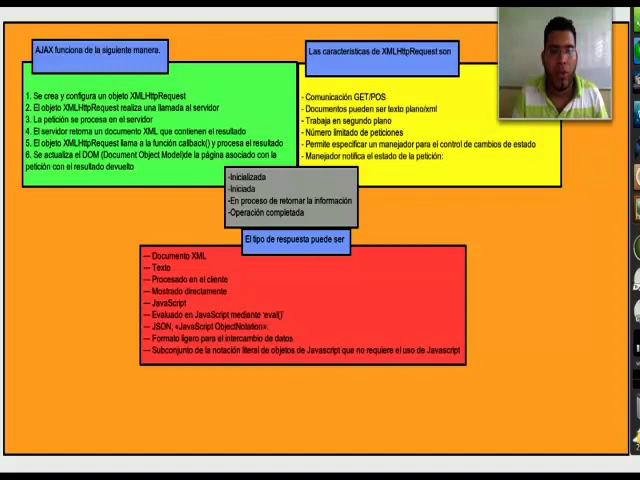 AJAX funciona de la siguiente manera.
1. Se crea y configura un objeto XMLHttpRequest
2. El objeto XMLHttpRequest realiza una llamada al servidor
3. La petición se procesa en el servidor
4. El servidor retorna un documento XML que contienen el resultado
5. El objeto XMLHttpRequest llama a la función callback() y procesa el resultado
6. Se actualiza el DOM (Document Object Model)de la página asociado con la
petición con el resultado devuelto
Las características de XMLHttpRequest son
- Comunicación GET/POS
- Documentos pueden ser texto plano/xml
- Trabaja en segundo plano
- Número limitado de peticiones
- Permite especificar un manejador para el control de cambios de estado
- Manejador notifica el estado de la petición:
-Inicializada
-Iniciada
-En proceso de retornar la información
-Operación completada
El tipo de respuesta puede ser
— Documento XML
— Texto
— Procesado en el cliente
— Mostrado directamente
— JavaScript
— Evaluado en JavaScript mediante 'eval()'
— JSON, «JavaScript ObjectNotation»:
— Formato ligero para el intercambio de datos
— Subconjunto de la notación literal de objetos de Javascript que no requiere el uso de Javascript